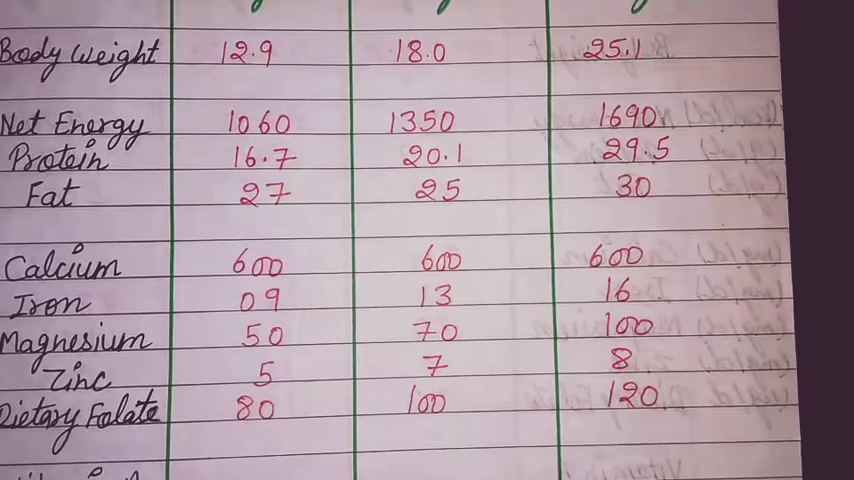 Body Weight 12.9 18.0 25.1
Net Energy 1060 1350 1690
Protein 16.7 20.1 29.5
Fat 27 25 30
Calcium 600 600 600
Iron 09 13 16
Magnesium 50 70 100
Zinc 5 7 8
Dietary Folate 80 100 120